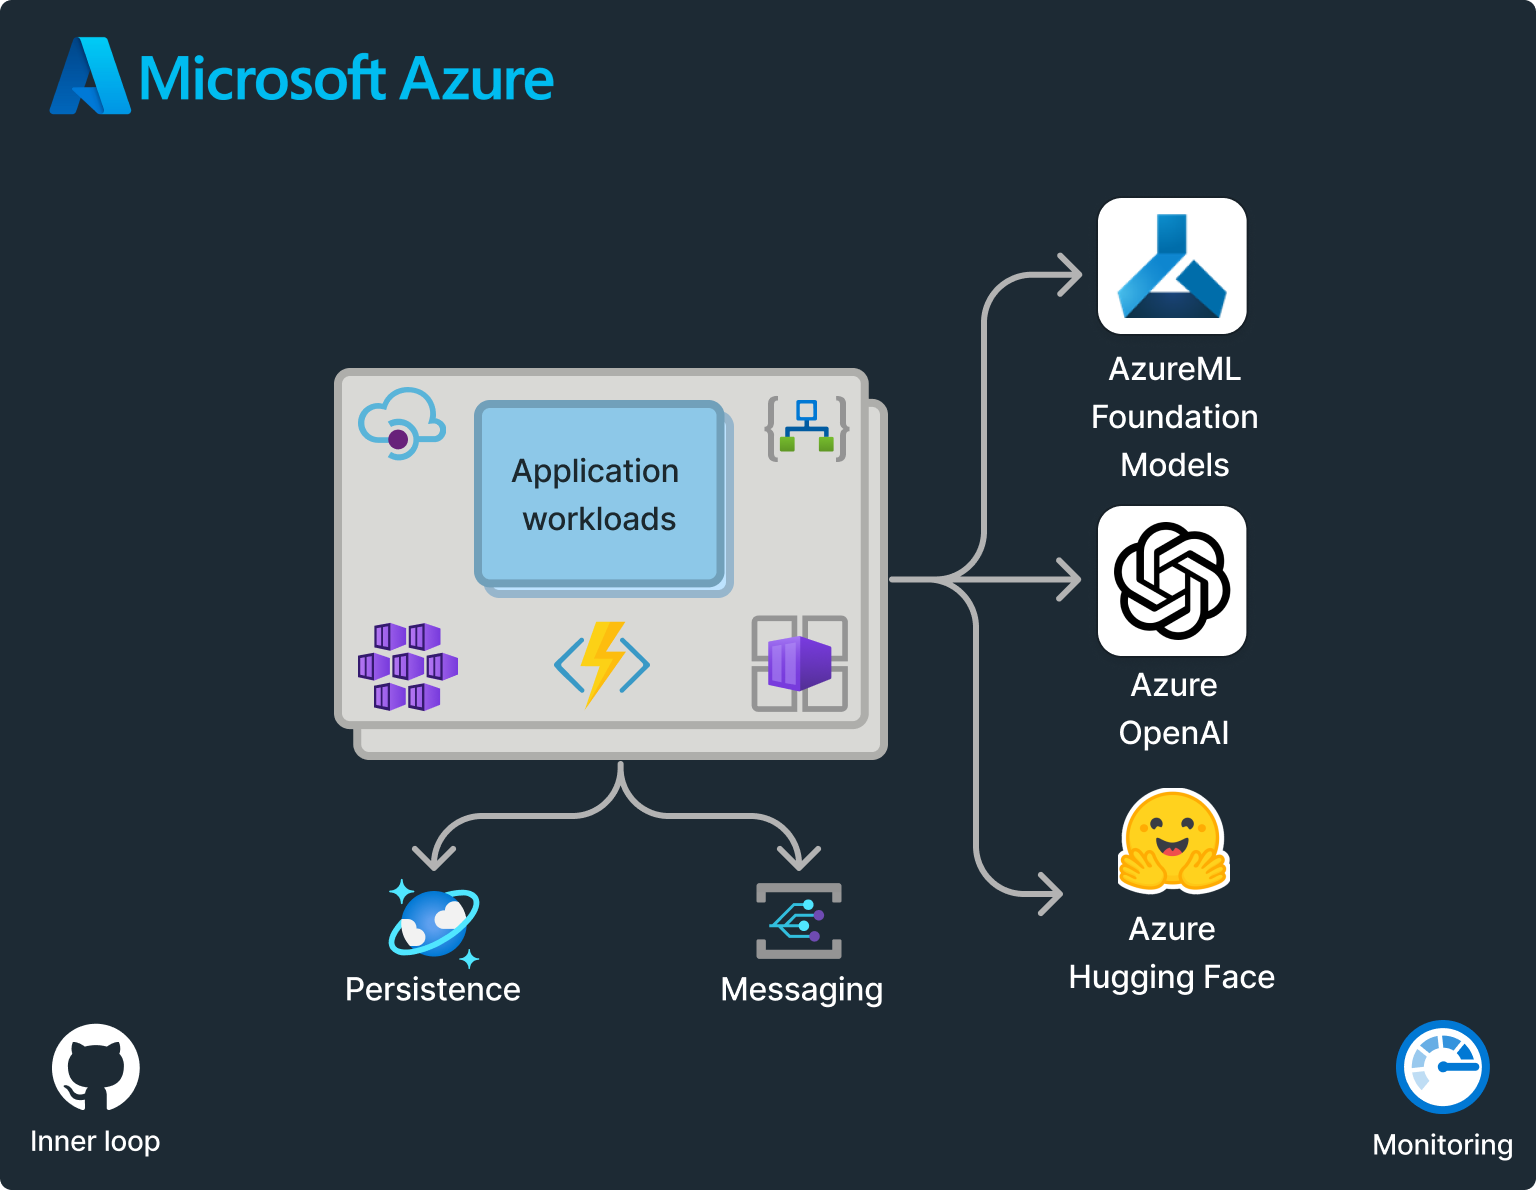 Microsoft Azure
Application
workloads
AzureML
Foundation
Models
Azure
OpenAI
Azure
Hugging Face
Persistence
Messaging
Inner loop
Monitoring